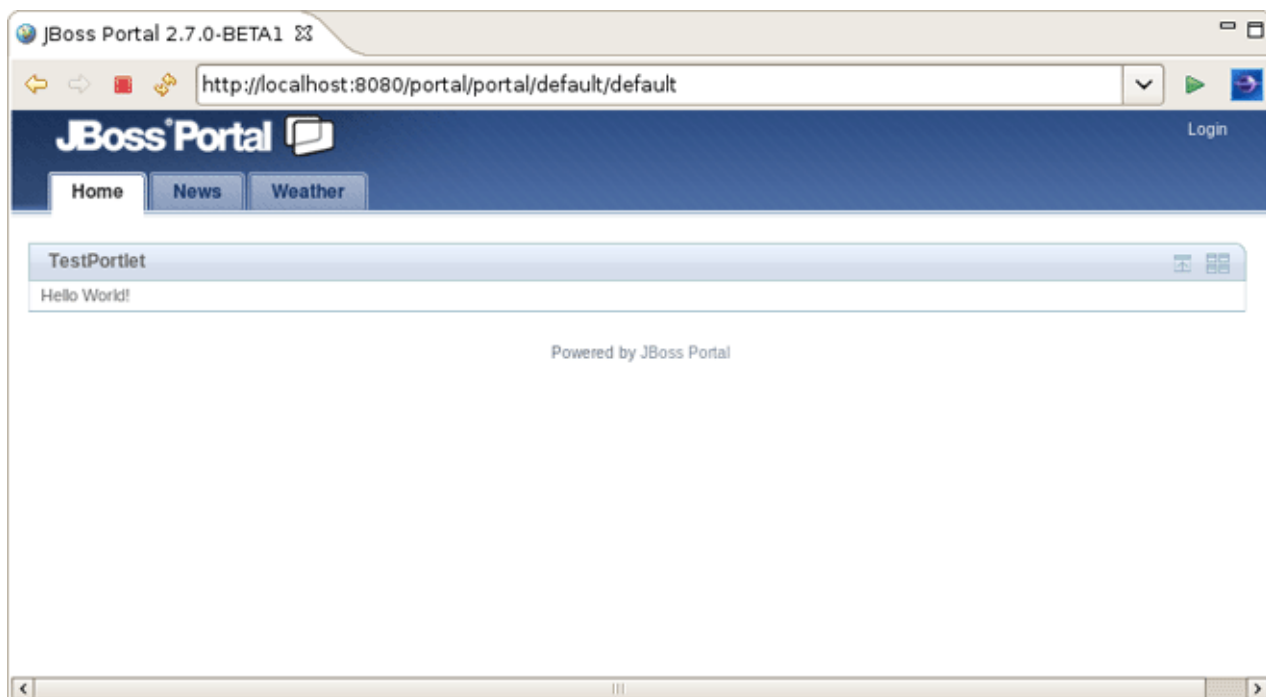 JBoss Portal 2.7.0-BETA1
http://localhost:8080/portal/portal/default/default
JBoss Portal
Login
Home News Weather
TestPortlet
Hello World!
Powered by JBoss Portal